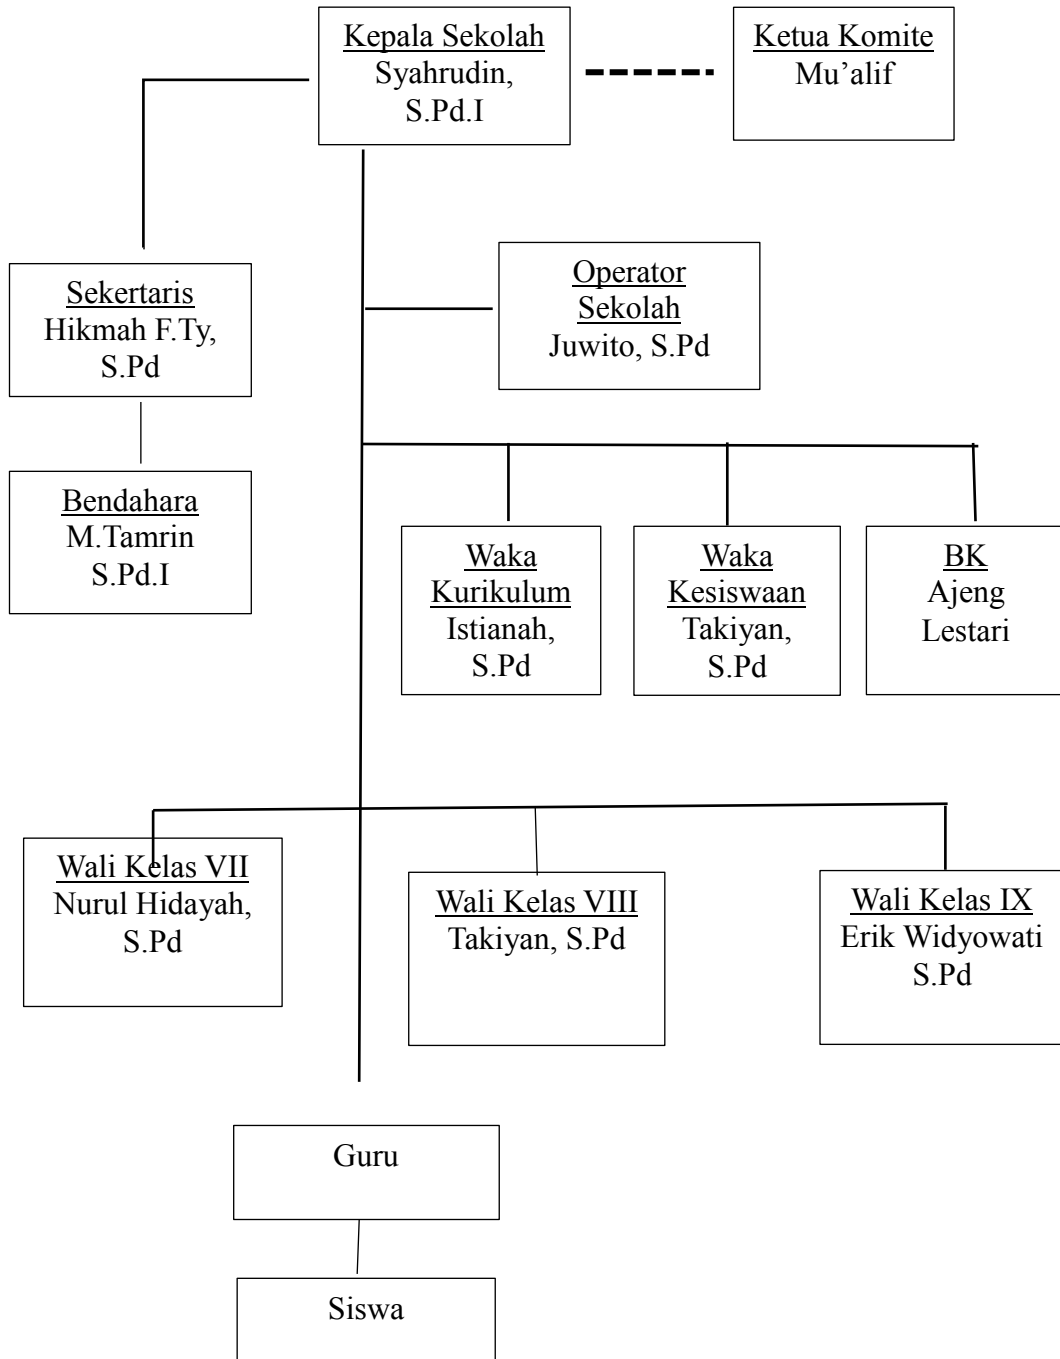 Kepala Sekolah
Syahrudin,
S.Pd.I
Ketua Komite
Mu’alif
Sekertaris
Hikmah F.Ty,
S.Pd
Operator
Sekolah
Juwito, S.Pd
Bendahara
M.Tamrin
S.Pd.I
Waka
Kurikulum
Istianah,
S.Pd
Waka
Kesiswaan
Takiyan,
S.Pd
BK
Ajeng
Lestari
Wali Kelas VII
Nurul Hidayah,
S.Pd
Wali Kelas VIII
Takiyan, S.Pd
Wali Kelas IX
Erik Widyowati
S.Pd
Guru
Siswa